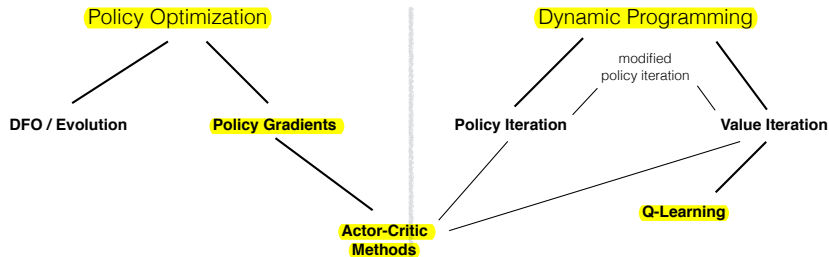 Policy Optimization
Dynamic Programming
modified
policy iteration
DFO / Evolution
Policy Gradients
Policy Iteration
Value Iteration
Q-Learning
Actor-Critic
Methods